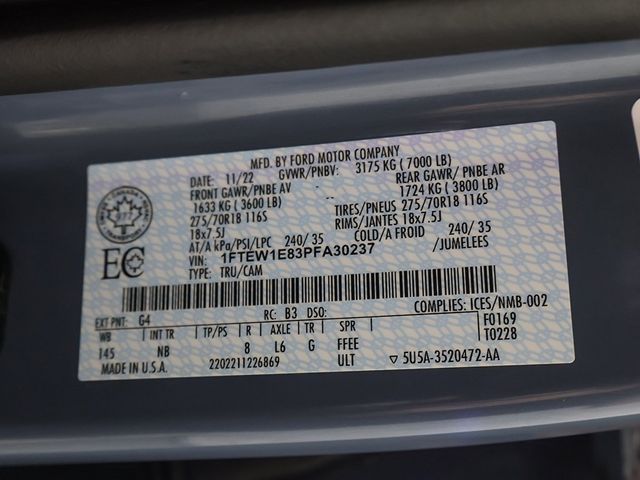 MFD. BY FORD MOTOR COMPANY
DATE: 11/22 GVWR/PNBV: 3175 KG ( 7000 LB)
FRONT GAWR/PNBE AV REAR GAWR/ PNBE AR
1633 KG ( 3600 LB) 1724 KG ( 3800 LB)
275/70R18 116S TIRES/PNEUS 275/70R18 116S
18x7.5J RIMS/JANTES 18x7.5J
AT/A kPa/PSI/LPC 240/ 35 COLD/A FROID 240/ 35
VIN: 1FTEW1E83PFA30237 /JUMELEES
TYPE: TRU/CAM
CANADA
EC
EXT PNT: G4 RC: B3 DSO: COMPLIES: ICES/NMB-002
WB INT TR TP/PS R AXLE TR SPR F0169
T0228
145 NB 8 L6 G FFEE
MADE IN U.S.A. 2202211226869 ULT ▽ 5U5A-3520472-AA